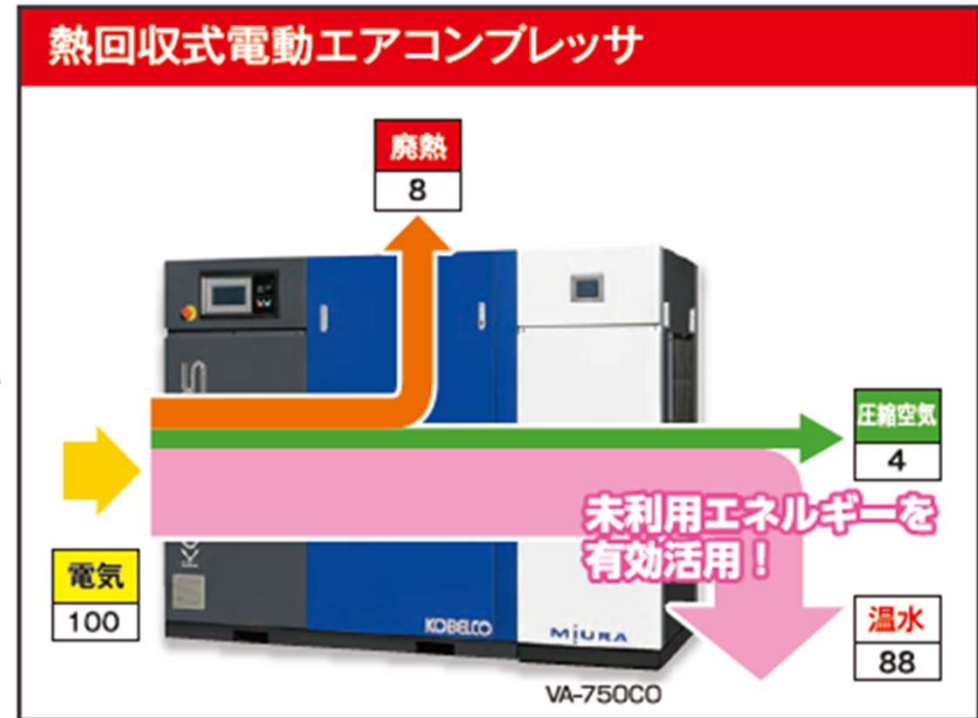 熱回収式電動エアコンプレッサ
廃熱
8
圧縮空気
4
未利用エネルギーを
有効活用！
電気
100
温水
88
KOBELCO
MIURA
VA-750CO